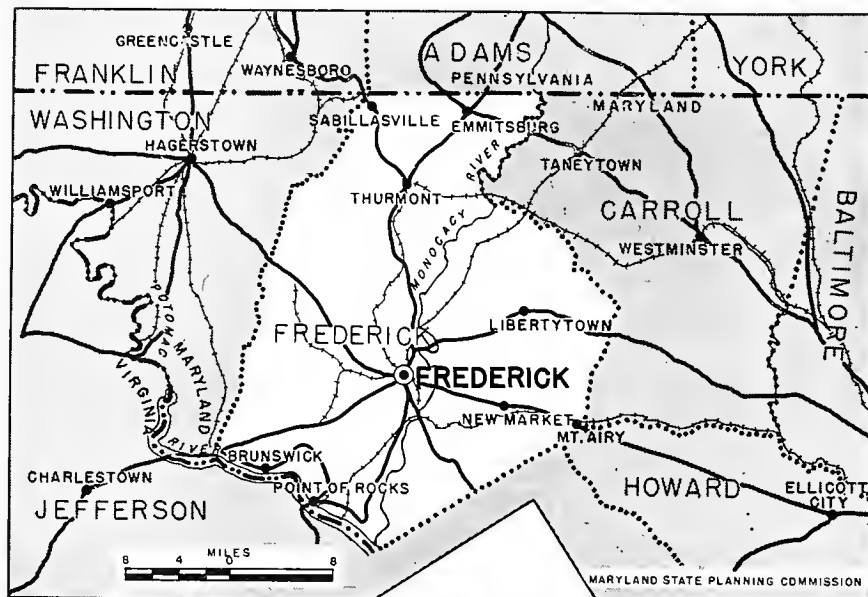 GREENCASTLE
WAYNESBORO
ADAMS
PENNSYLVANIA
YORK
FRANKLIN
MARYLAND
WASHINGTON
HAGERSTOWN
SABILLASVILLE
EMMITSBURG
TANEYTOWN
WILLIAMSPORT
THURMONT
MONOCACY RIVER
CARROLL
WESTMINSTER
BALTIMORE
POTOMAC
RIVER
MARYLAND
VIRGINIA
FREDERICK
LIBERTYTOWN
FREDERICK
NEW MARKET
MT. AIRY
BRUNSWICK
CHARLESTOWN
POINT OF ROCKS
JEFFERSON
HOWARD
ELLICOTT
CITY
MILES
8 4 0 8
MARYLAND STATE PLANNING COMMISSION